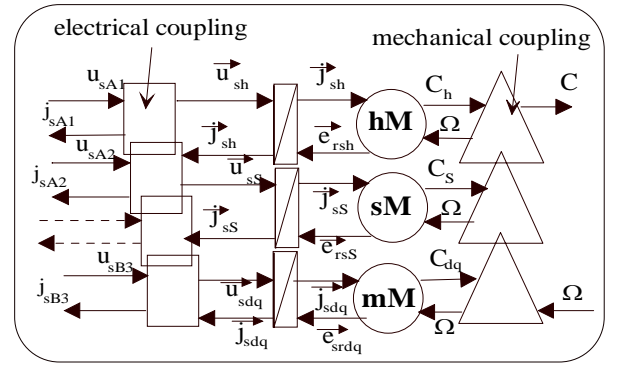 electrical coupling
mechanical coupling
u_sA1
u_sh
j_sh
C_h
C
j_sA1
hM
Ω
u_sA2
j_sh
e_rsh
j_sA2
u_sS
j_sS
C_S
sM
Ω
j_sS
e_rsS
u_sB3
u_sdq
j_sdq
C_dq
j_sB3
mM
Ω
Ω
j_sdq
e_srdq